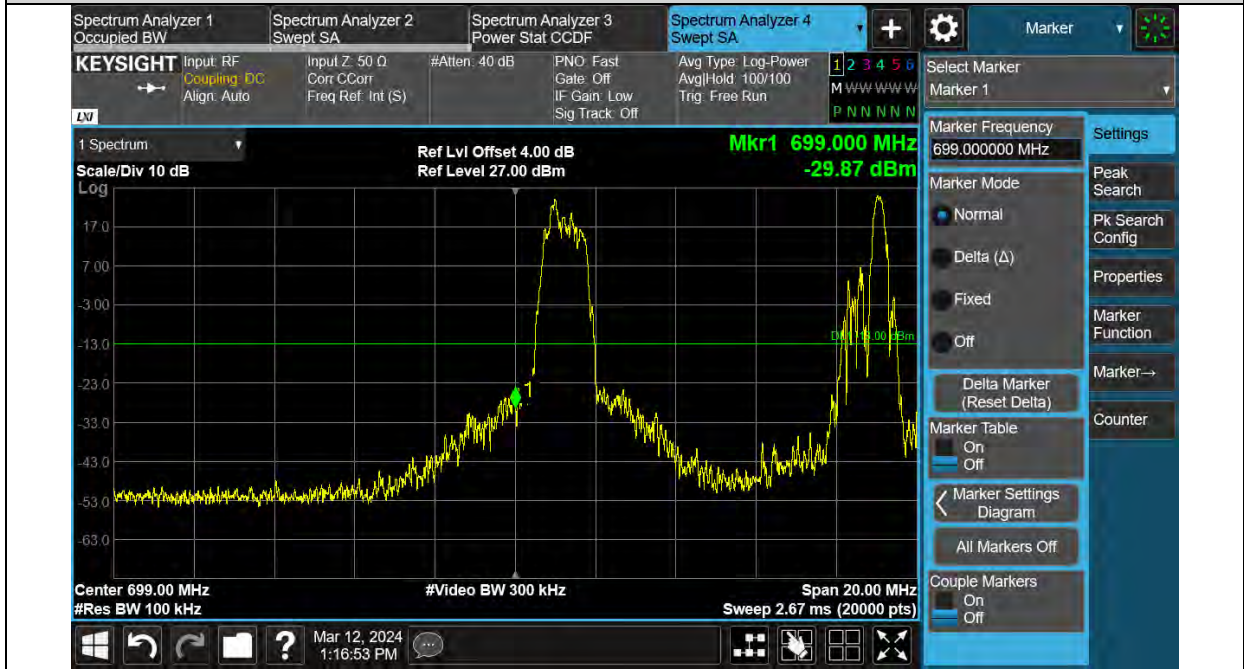 Spectrum Analyzer 1
Occupied BW
Spectrum Analyzer 2
Swept SA
Spectrum Analyzer 3
Power Stat CCDF
Spectrum Analyzer 4
Swept SA
+
Marker
KEYSIGHT
LXI
Input: RF
Coupling: DC
Align: Auto
Input Z: 50 Ω
Corr CCorr
Freq Ref: Int (S)
#Atten: 40 dB
PNO: Fast
Gate: Off
IF Gain: Low
Sig Track: Off
Avg Type: Log-Power
Avg|Hold: 100/100
Trig: Free Run
1 2 3 4 5 6
M W W W W W
P N N N N N
Select Marker
Marker 1
1 Spectrum
Scale/Div 10 dB
Ref Lvl Offset 4.00 dB
Ref Level 27.00 dBm
Mkr1 699.000 MHz
-29.87 dBm
Log
17.0
7.00
-3.00
-13.0
-23.0
-33.0
-43.0
-53.0
-63.0
Center 699.00 MHz
#Res BW 100 kHz
#Video BW 300 kHz
Span 20.00 MHz
Sweep 2.67 ms (20000 pts)
Marker Frequency
699.000000 MHz
Marker Mode
Normal
Delta (Δ)
Fixed
Off
Delta Marker
(Reset Delta)
Marker Table
On
Off
Marker Settings
Diagram
All Markers Off
Couple Markers
On
Off
Settings
Peak
Search
Pk Search
Config
Properties
Marker
Function
Marker→
Counter
?
Mar 12, 2024
1:16:53 PM